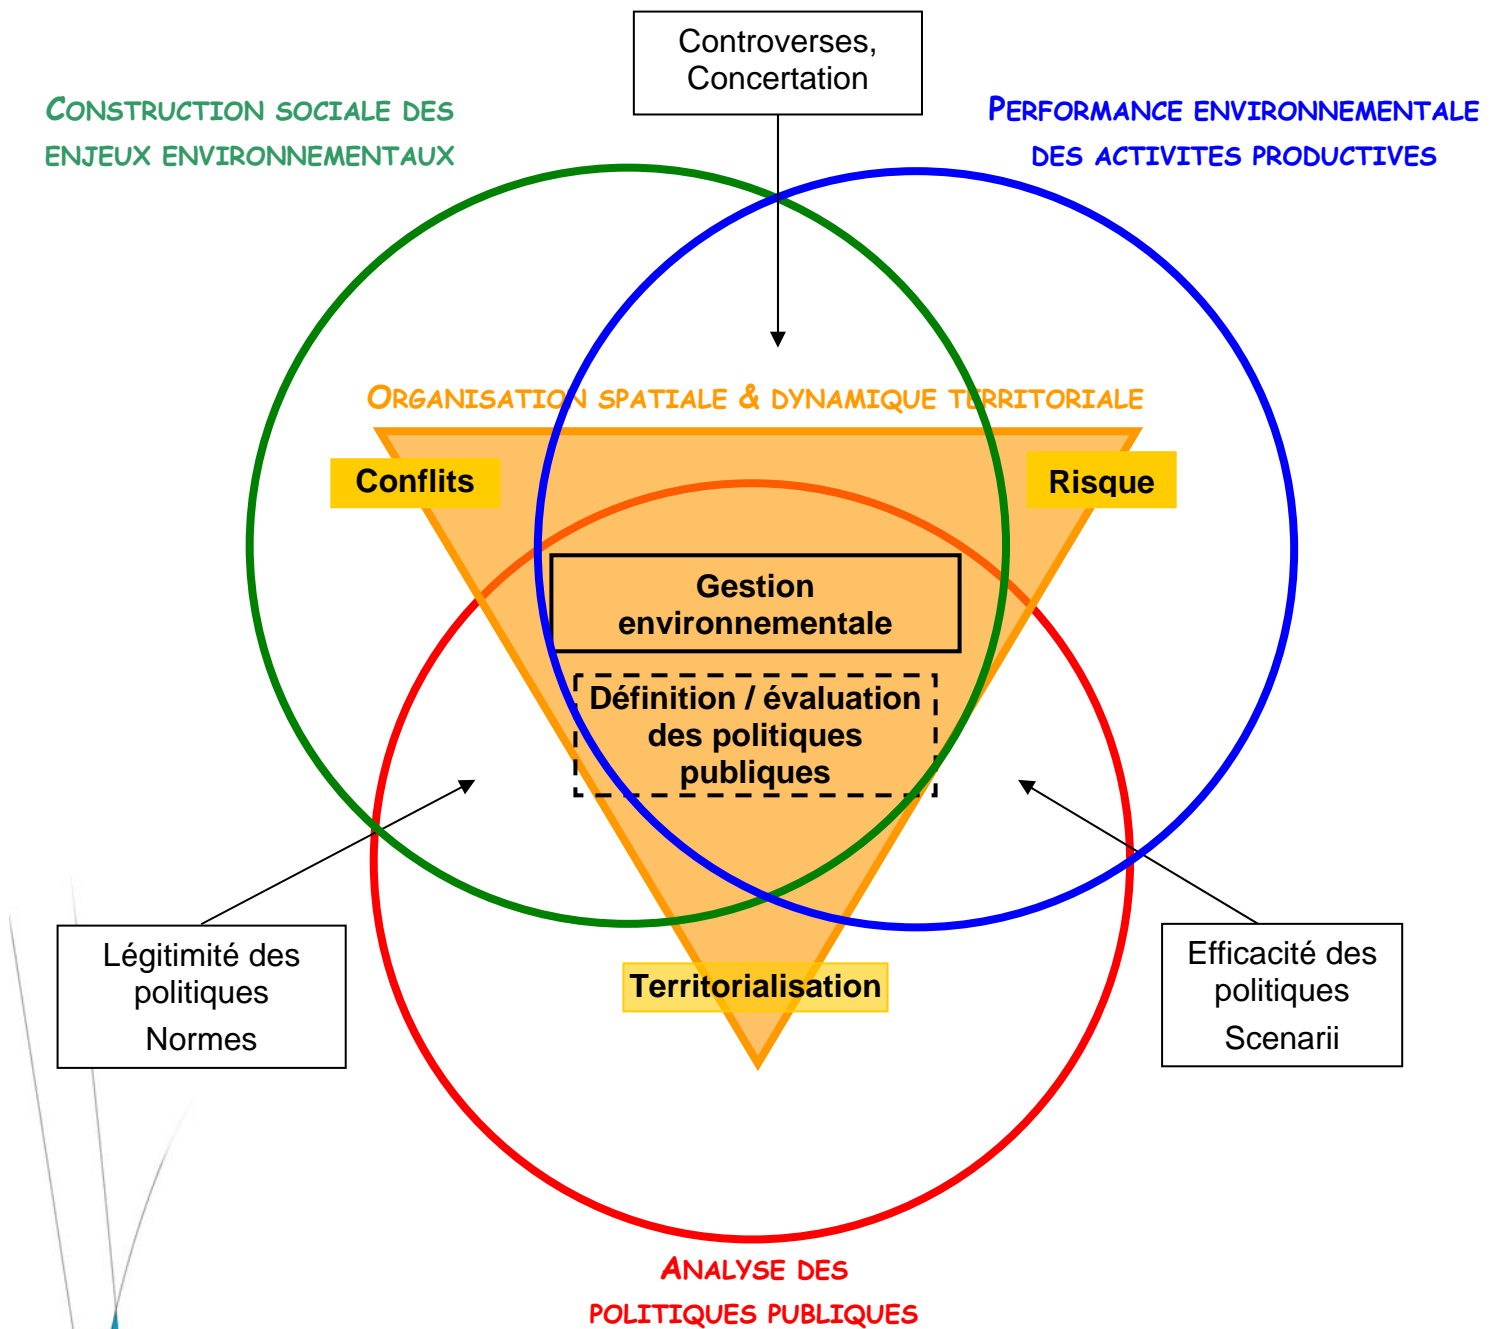 Controverses,
Concertation
CONSTRUCTION SOCIALE DES
ENJEUX ENVIRONNEMENTAUX
PERFORMANCE ENVIRONNEMENTALE
DES ACTIVITES PRODUCTIVES
ORGANISATION SPATIALE & DYNAMIQUE TERRITORIALE
Conflits
Risque
Gestion
environnementale
Définition / évaluation
des politiques
publiques
Légitimité des
politiques
Normes
Efficacité des
politiques
Scenarii
Territorialisation
ANALYSE DES
POLITIQUES PUBLIQUES